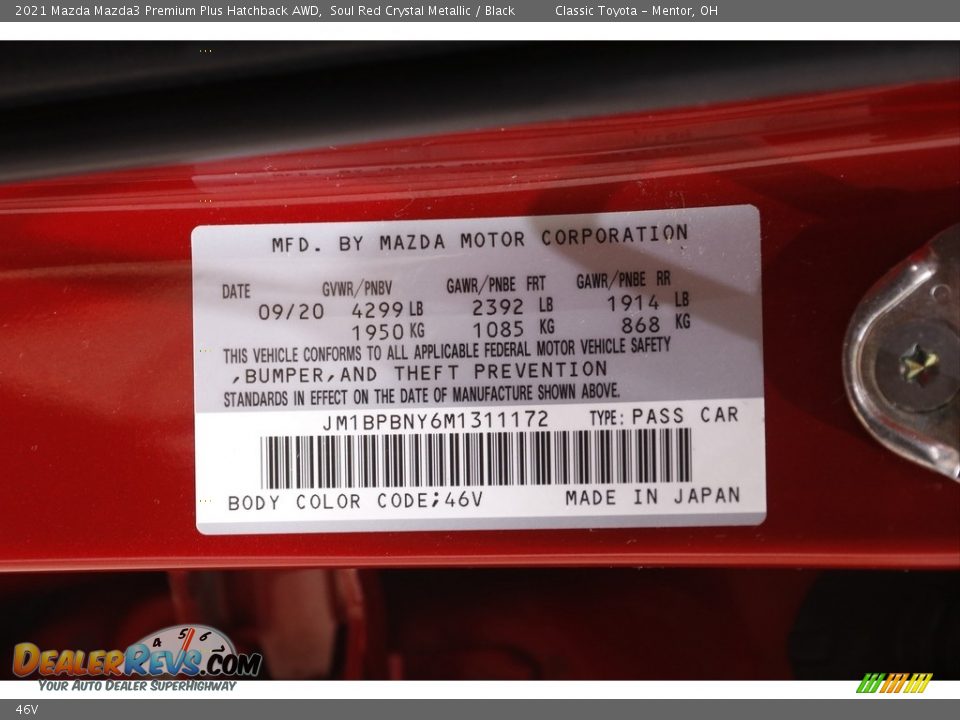 2021 Mazda Mazda3 Premium Plus Hatchback AWD, Soul Red Crystal Metallic / Black Classic Toyota – Mentor, OH
MFD. BY MAZDA MOTOR CORPORATION
DATE GVWR/PNBV GAWR/PNBE FRT GAWR/PNBE RR
09/20 4299 LB 2392 LB 1914 LB
1950 KG 1085 KG 868 KG
THIS VEHICLE CONFORMS TO ALL APPLICABLE FEDERAL MOTOR VEHICLE SAFETY
,BUMPER,AND THEFT PREVENTION
STANDARDS IN EFFECT ON THE DATE OF MANUFACTURE SHOWN ABOVE.
JM1BPBNY6M1311172 TYPE: PASS CAR
BODY COLOR CODE;46V MADE IN JAPAN
4 5 6
DEALERREVS.COM
YOUR AUTO DEALER SUPERHIGHWAY
46V